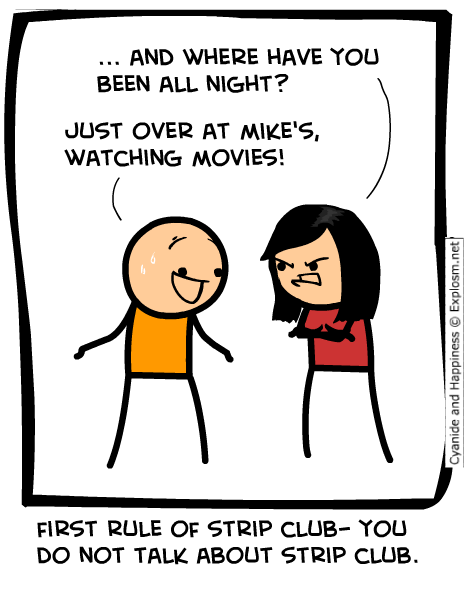 ... AND WHERE HAVE YOU
BEEN ALL NIGHT?
JUST OVER AT MIKE'S,
WATCHING MOVIES!
Cyanide and Happiness © Explosm.net
FIRST RULE OF STRIP CLUB- YOU
DO NOT TALK ABOUT STRIP CLUB.